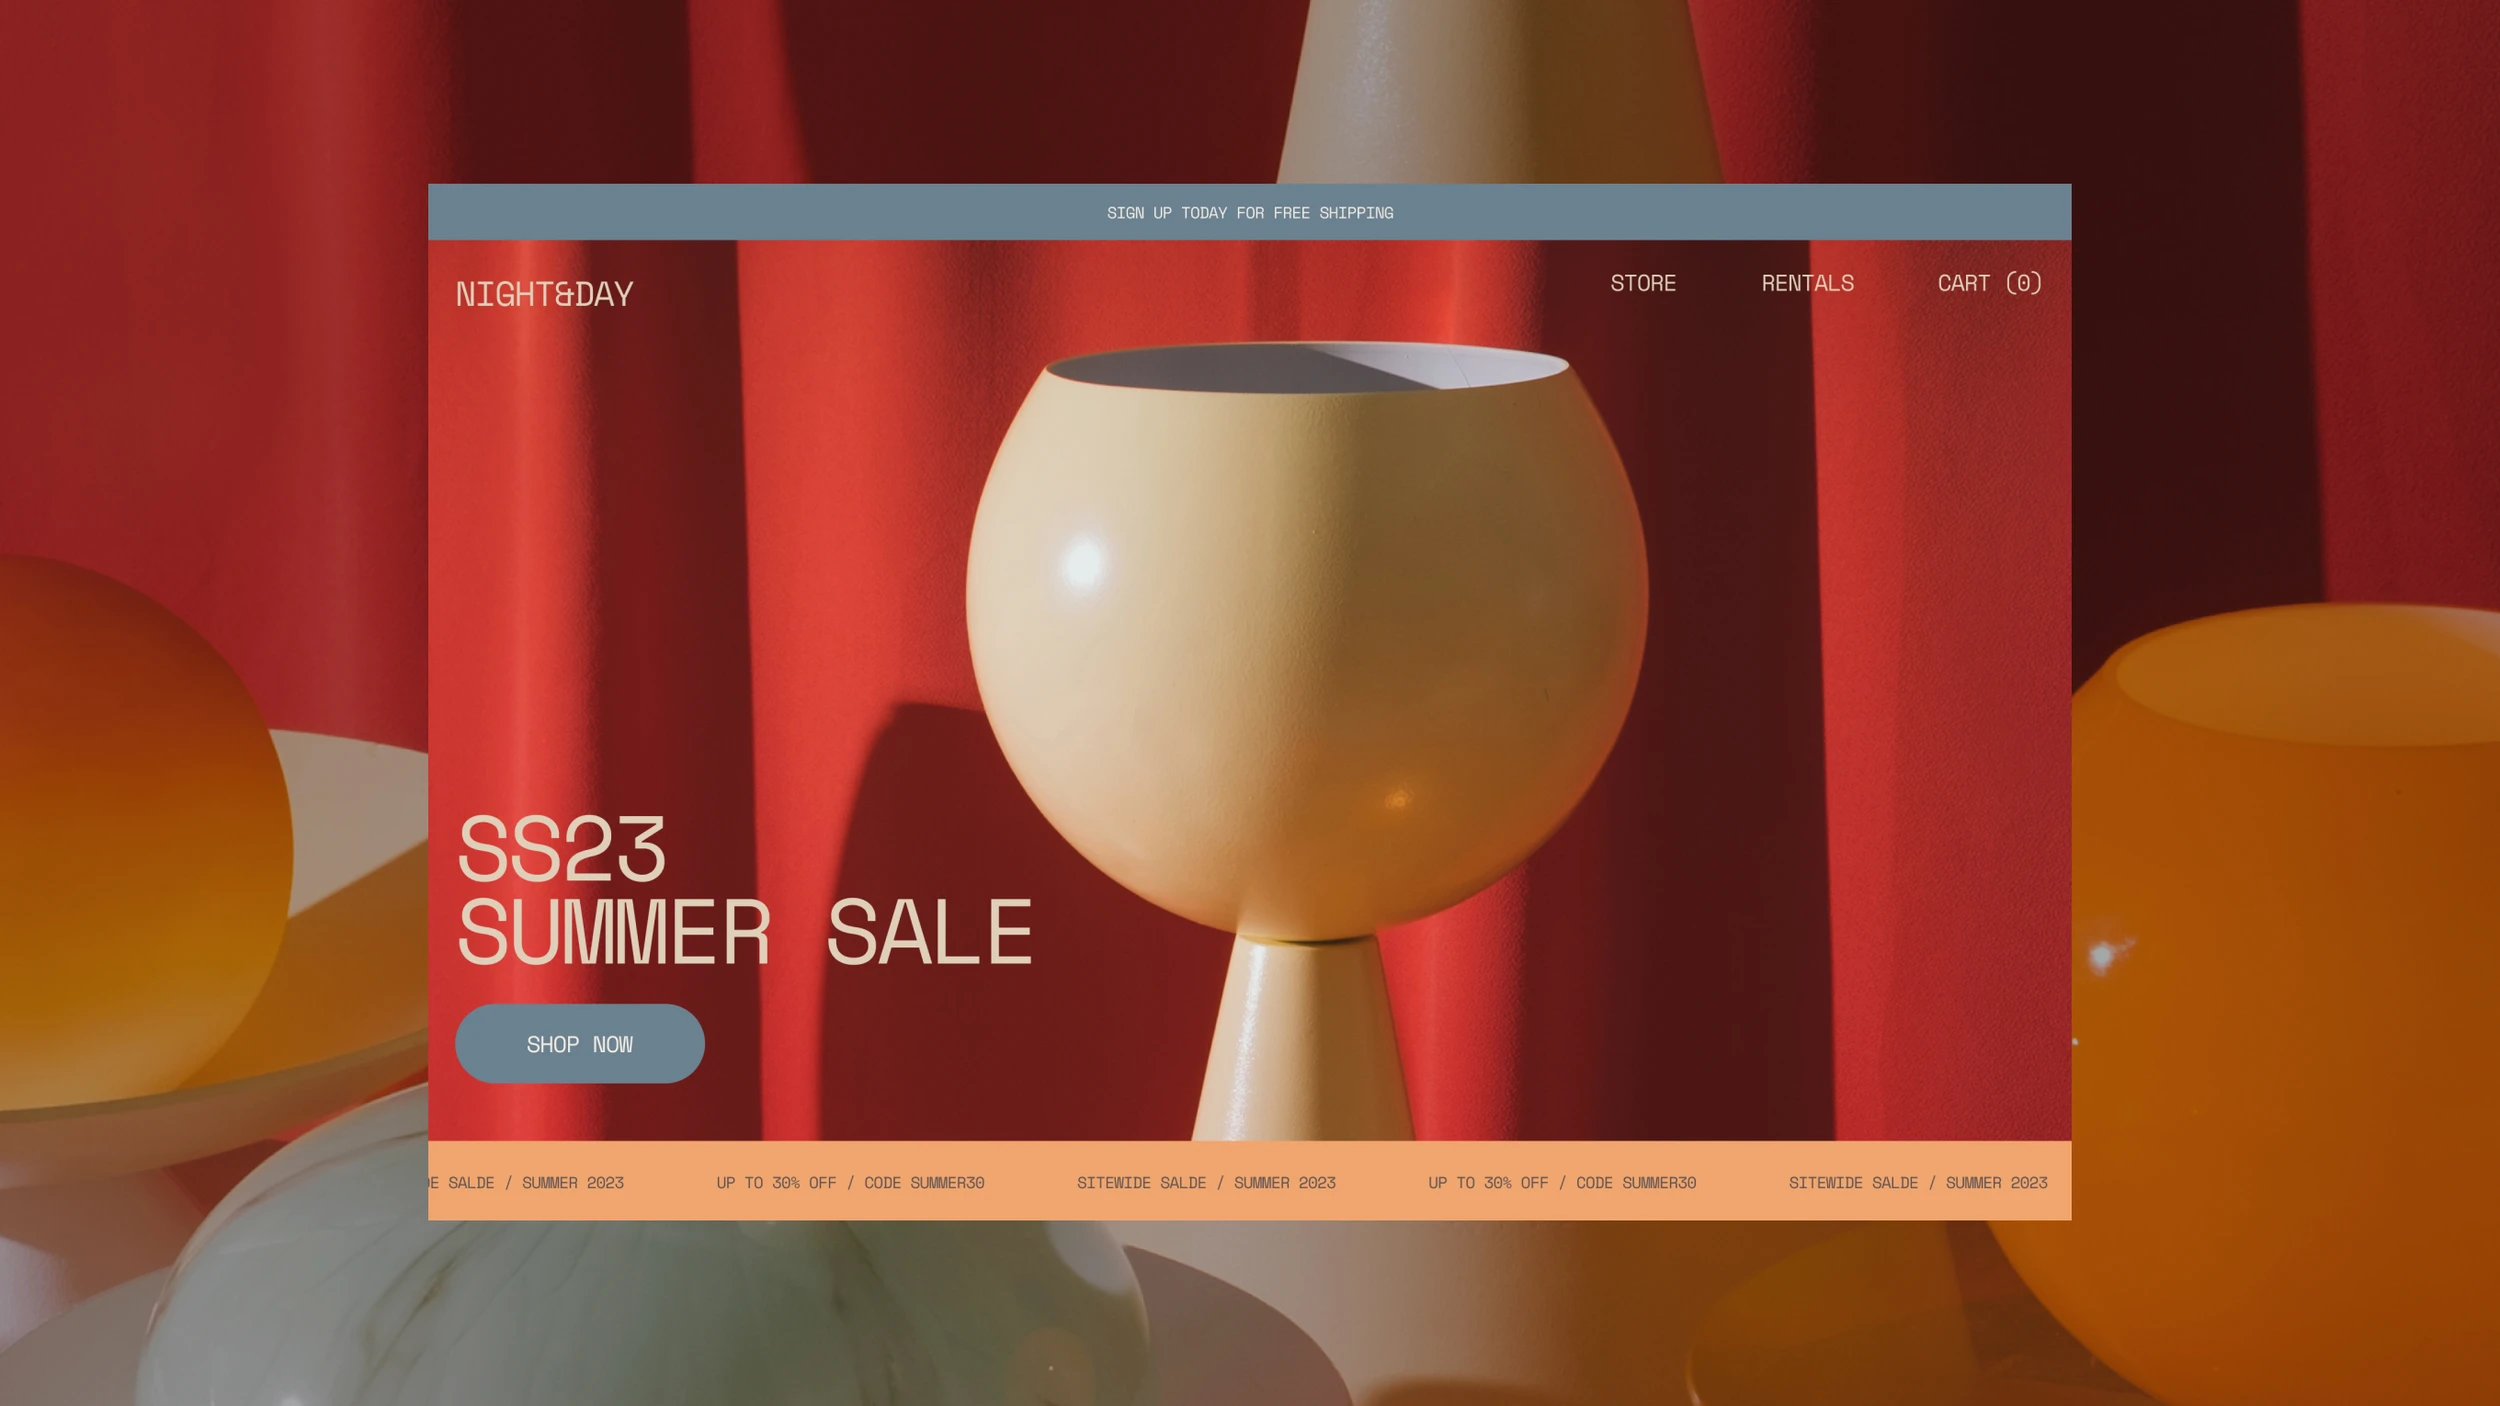 SIGN UP TODAY FOR FREE SHIPPING
NIGHT&DAY
STORE RENTALS CART (0)
SS23
SUMMER SALE
SHOP NOW
E SALDE / SUMMER 2023 UP TO 30% OFF / CODE SUMMER30 SITEWIDE SALDE / SUMMER 2023 UP TO 30% OFF / CODE SUMMER30 SITEWIDE SALDE / SUMMER 2023